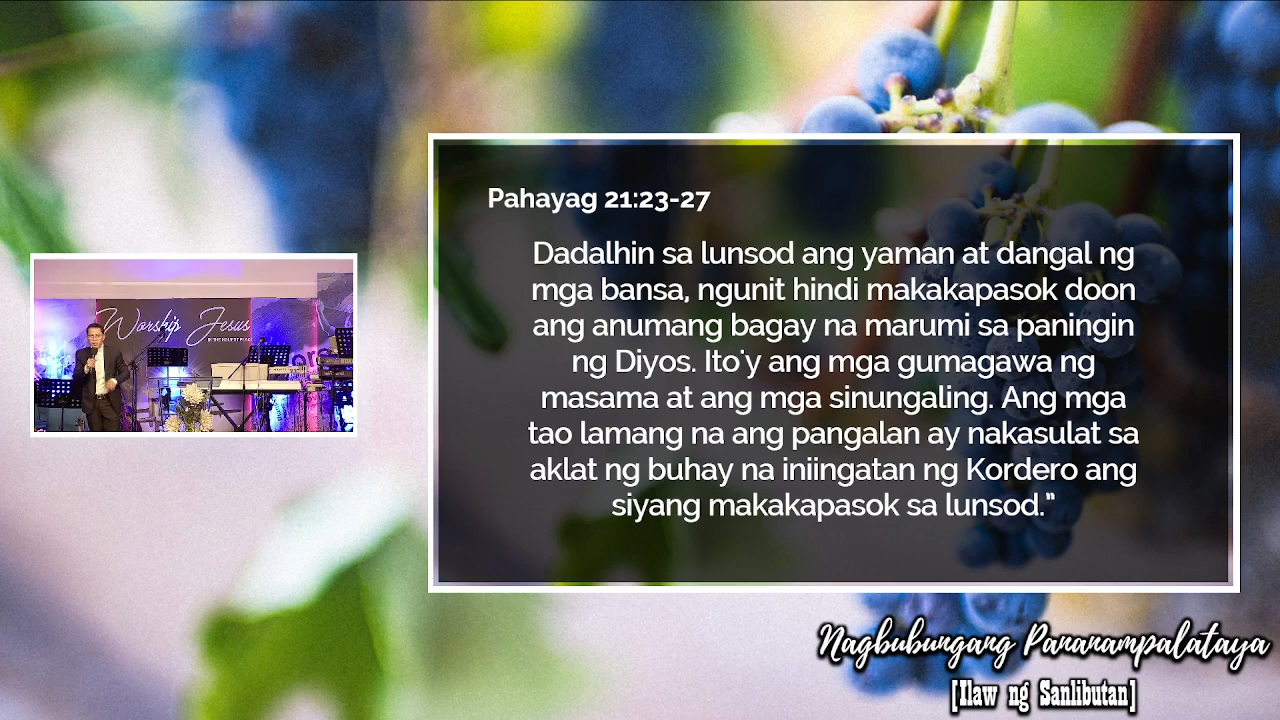 Pahayag 21:23-27
Dadalhin sa lunsod ang yaman at dangal ng
mga bansa, ngunit hindi makakapasok doon
ang anumang bagay na marumi sa paningin
ng Diyos. Ito'y ang mga gumagawa ng
masama at ang mga sinungaling. Ang mga
tao lamang na ang pangalan ay nakasulat sa
aklat ng buhay na iniingatan ng Kordero ang
siyang makakapasok sa lunsod.”
Worship Jesus
Nagbubungang Pananampalataya
[Ilaw ng Sanlibutan]